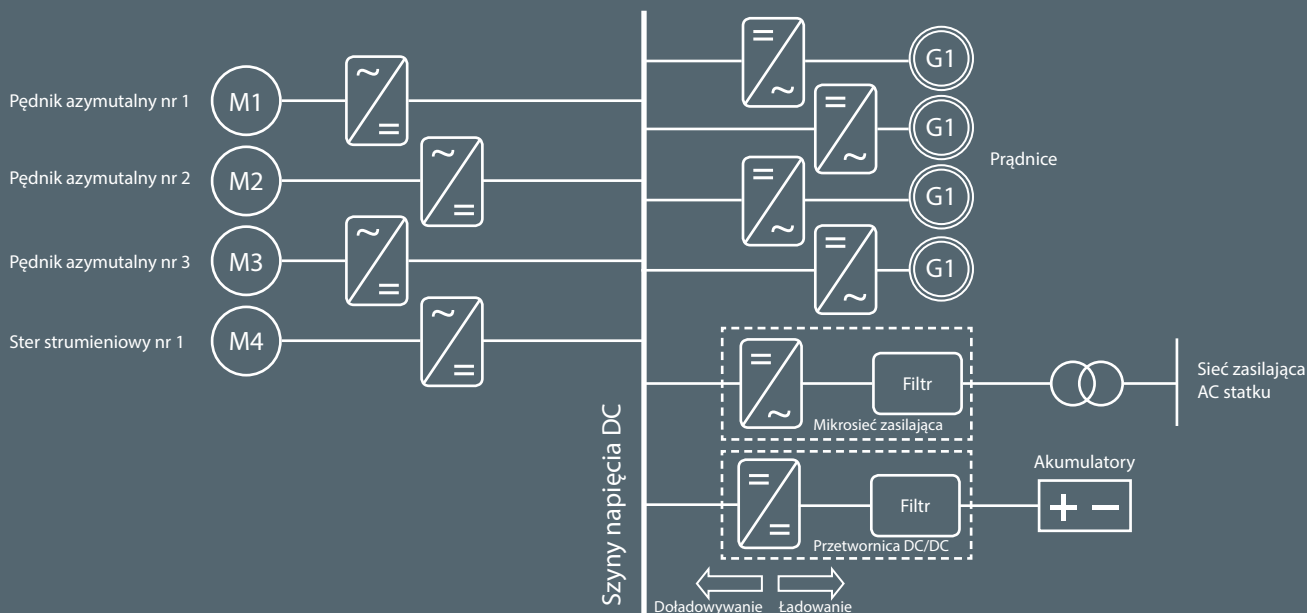 Pędnik azymutalny nr 1
M1
Pędnik azymutalny nr 2
M2
Pędnik azymutalny nr 3
M3
Ster strumieniowy nr 1
M4
Szyny napięcia DC
G1
G1
Prądnice
G1
G1
Filtr
Mikrosieć zasilająca
Sieć zasilająca
AC statku
Filtr
Przetwornica DC/DC
Akumulatory
Doładowywanie
Ładowanie